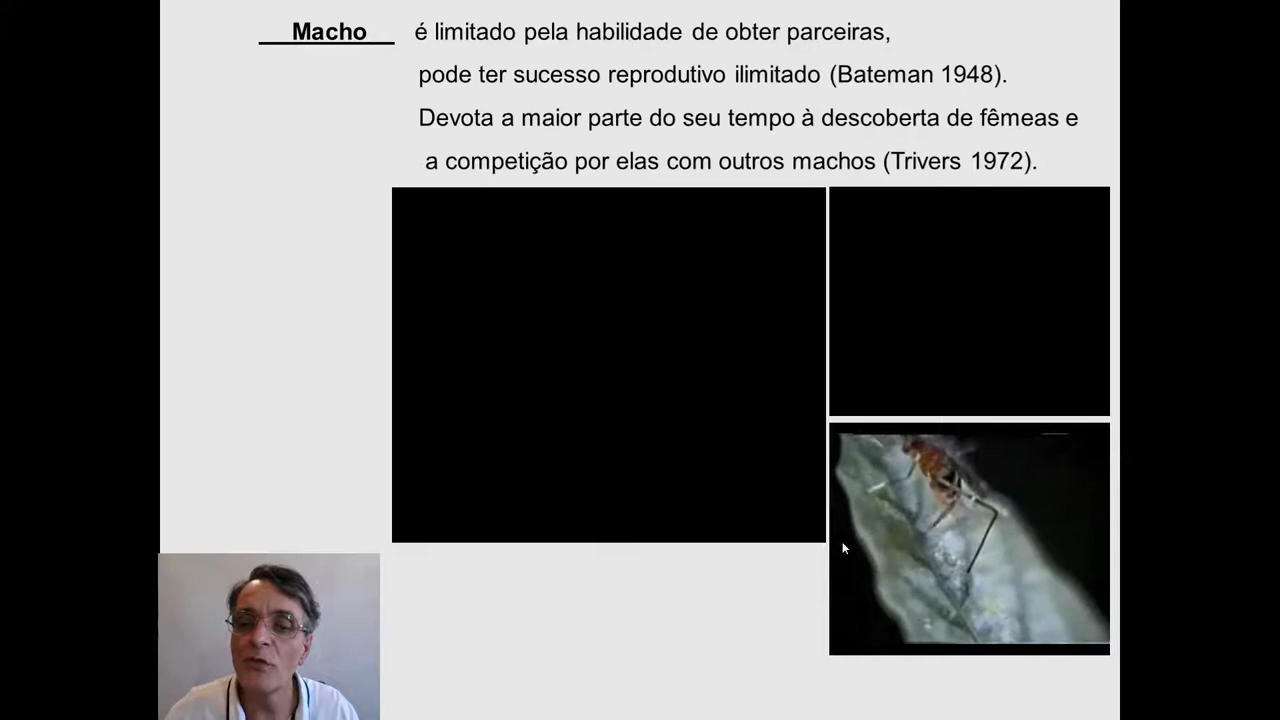 Macho é limitado pela habilidade de obter parceiras,
pode ter sucesso reprodutivo ilimitado (Bateman 1948).
Devota a maior parte do seu tempo à descoberta de fêmeas e
a competição por elas com outros machos (Trivers 1972).